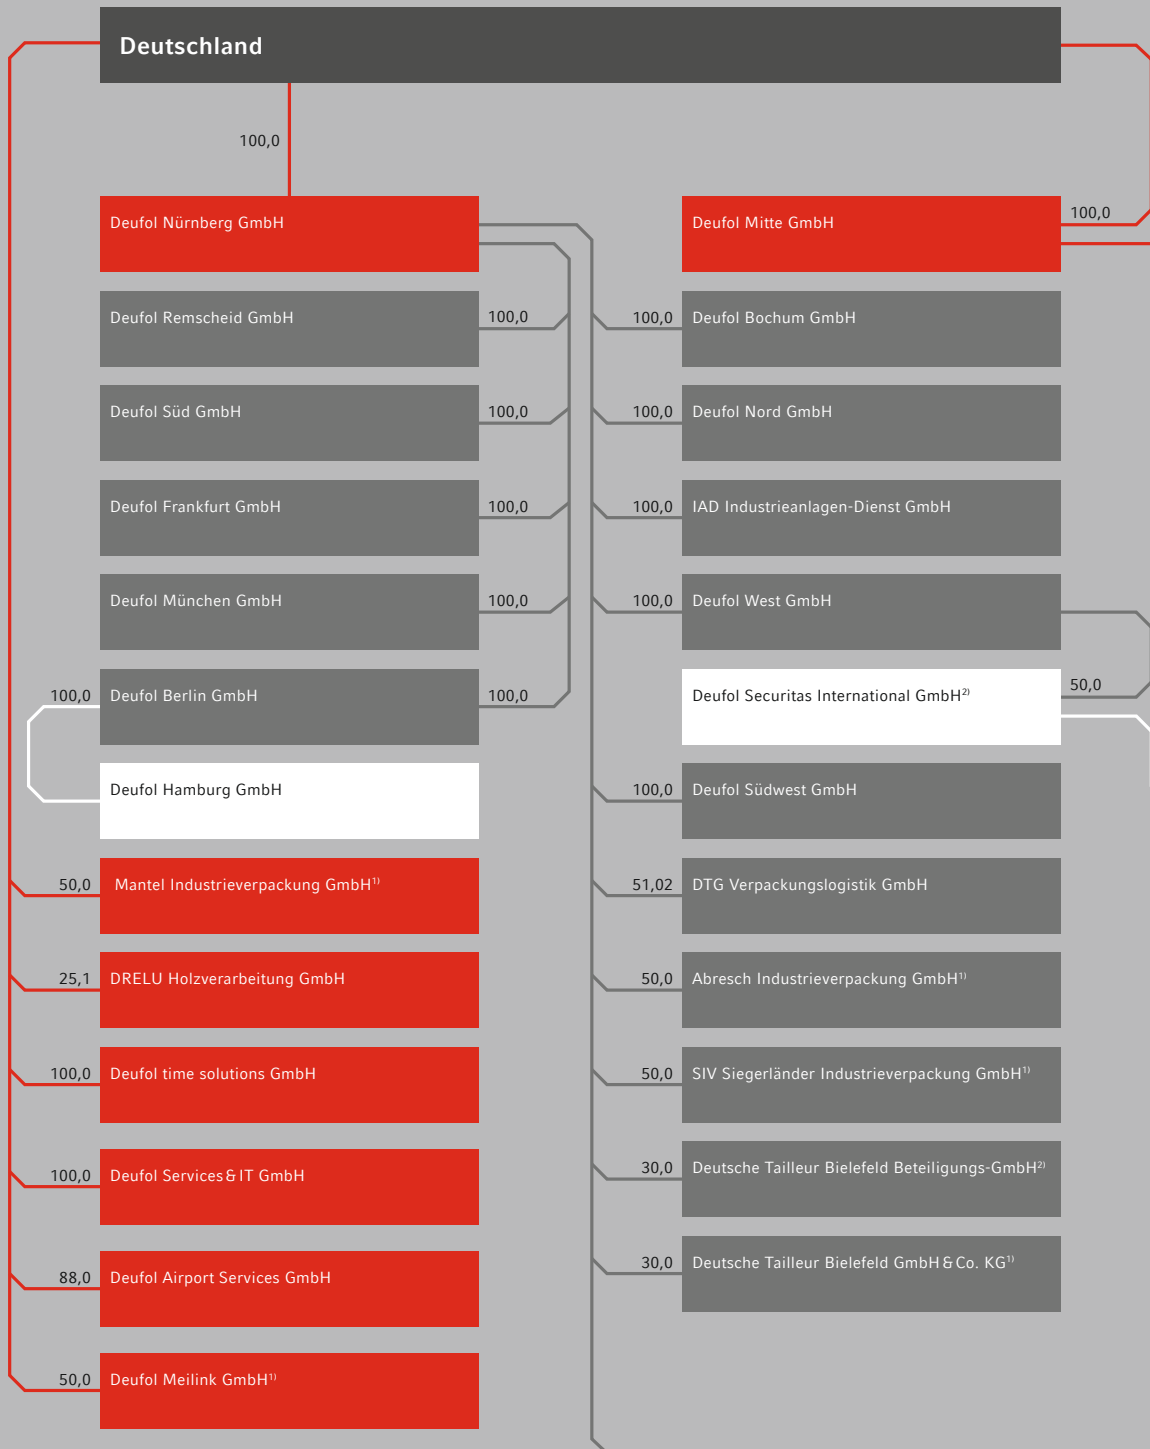 Deutschland
100,0
Deufol Nürnberg GmbH
Deufol Remscheid GmbH
100,0
Deufol Süd GmbH
100,0
Deufol Frankfurt GmbH
100,0
Deufol München GmbH
100,0
100,0
Deufol Berlin GmbH
100,0
Deufol Hamburg GmbH
50,0
Mantel Industrieverpackung GmbH¹⁾
25,1
DRELU Holzverarbeitung GmbH
100,0
Deufol time solutions GmbH
100,0
Deufol Services & IT GmbH
88,0
Deufol Airport Services GmbH
50,0
Deufol Meilink GmbH¹⁾
Deufol Mitte GmbH
100,0
100,0
Deufol Bochum GmbH
100,0
Deufol Nord GmbH
100,0
IAD Industrieanlagen-Dienst GmbH
100,0
Deufol West GmbH
Deufol Securitas International GmbH²⁾
50,0
100,0
Deufol Südwest GmbH
51,02
DTG Verpackungslogistik GmbH
50,0
Abresch Industrieverpackung GmbH¹⁾
50,0
SIV Siegerländer Industrieverpackung GmbH¹⁾
30,0
Deutsche Tailleur Bielefeld Beteiligungs-GmbH²⁾
30,0
Deutsche Tailleur Bielefeld GmbH & Co. KG¹⁾